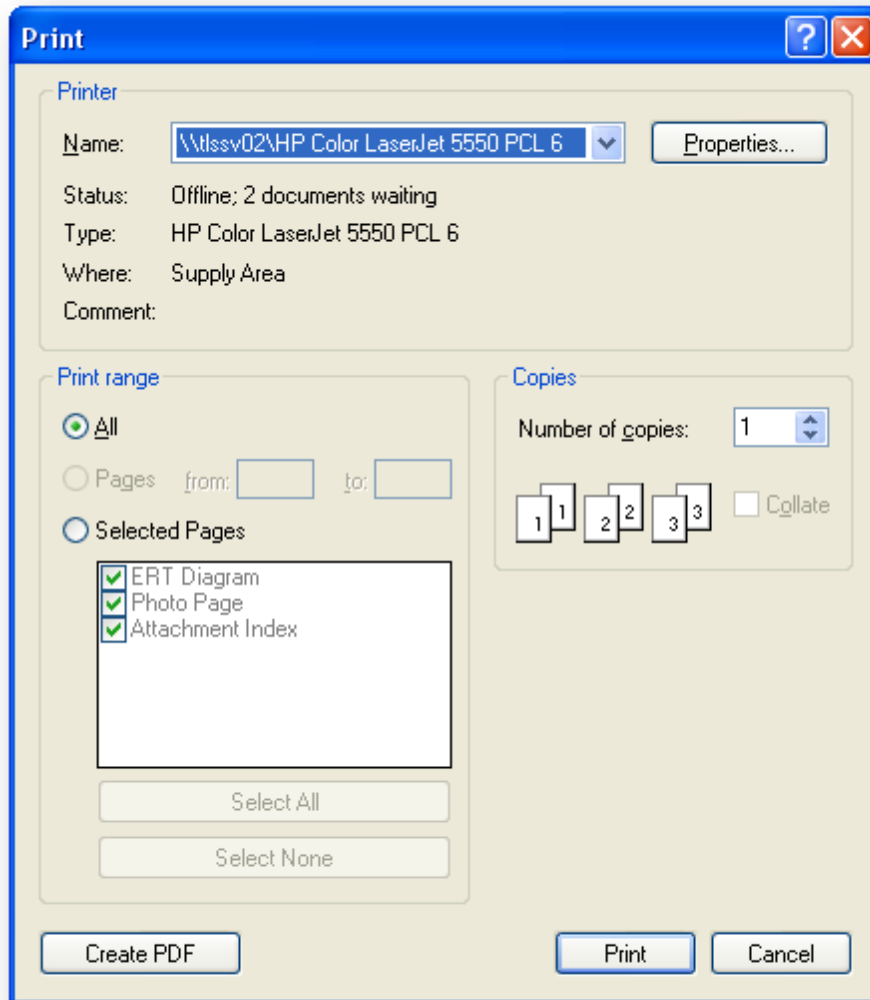 Print
Printer
Name: \\tlssv02\HP Color LaserJet 5550 PCL 6 Properties...
Status: Offline; 2 documents waiting
Type: HP Color LaserJet 5550 PCL 6
Where: Supply Area
Comment:
Print range
All
Pages from: to:
Selected Pages
ERT Diagram
Photo Page
Attachment Index
Select All
Select None
Copies
Number of copies: 1
1 1 2 2 3 3 Collate
Create PDF Print Cancel